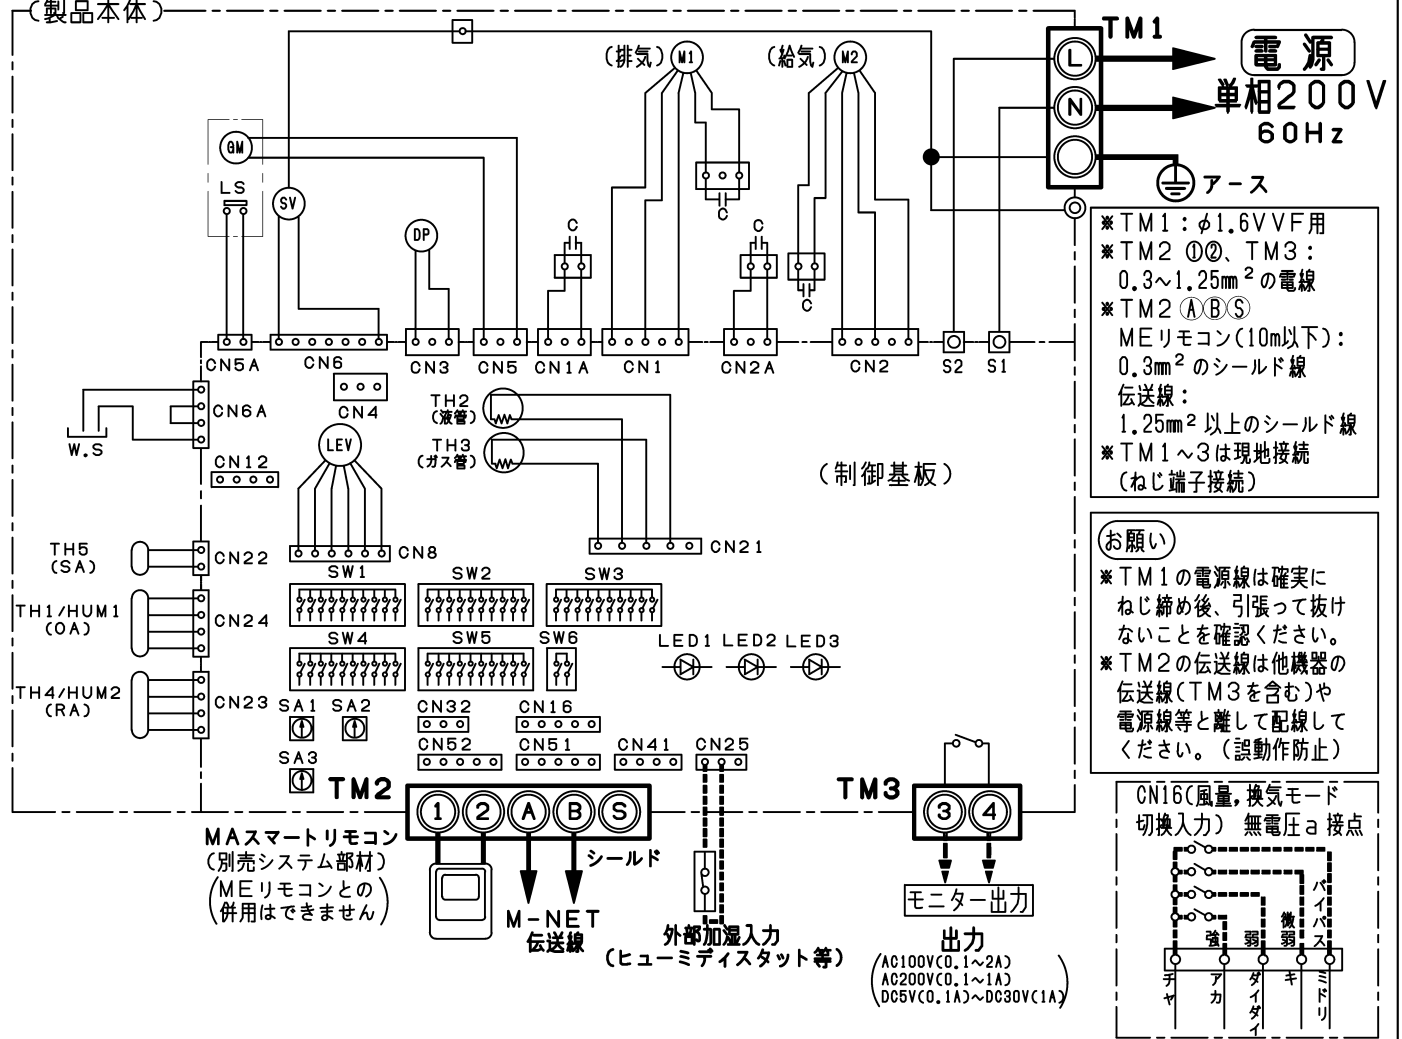 (製品本体)
TM1
L
N
電源
単相200V
60Hz
アース
(排気) M1
(給気) M2
GM
LS
SV
DP
C
C
C
C
CN5A
CN6
CN3
CN5
CN1A
CN1
CN2A
CN2
S2
S1
CN4
CN6A
W.S
CN12
LEV
TH2
(液管)
TH3
(ガス管)
(制御基板)
CN8
CN21
TH5
(SA)
CN22
TH1/HUM1
(OA)
CN24
TH4/HUM2
(RA)
CN23
SW1
SW2
SW3
SW4
SW5
SW6
LED1 LED2 LED3
SA1
SA2
SA3
CN32
CN16
CN52
CN51
CN41
CN25
TM2
1 2 A B S
TM3
3 4
MAスマートリモコン
(別売システム部材)
(MEリモコンとの
併用はできません)
シールド
M-NET
伝送線
外部加湿入力
(ヒューミディスタット等)
モニター出力
出力
(AC100V(0.1~2A)
AC200V(0.1~1A)
DC5V(0.1A)~DC30V(1A))
※TM1:φ1.6VVF用
※TM2 ①②、TM3:
0.3~1.25mm²の電線
※TM2 ⒶⒷⓈ
MEリモコン(10m以下):
0.3mm²のシールド線
伝送線:
1.25mm²以上のシールド線
※TM1~3は現地接続
(ねじ端子接続)
お願い
※TM1の電源線は確実に
ねじ締め後、引張って抜け
ないことを確認ください。
※TM2の伝送線は他機器の
伝送線(TM3を含む)や
電源線等と離して配線して
ください。(誤動作防止)
CN16(風量,換気モード
切換入力) 無電圧a接点
強
弱
微弱
バイパス
チャ
アカ
ダイダイ
キ
ミドリ